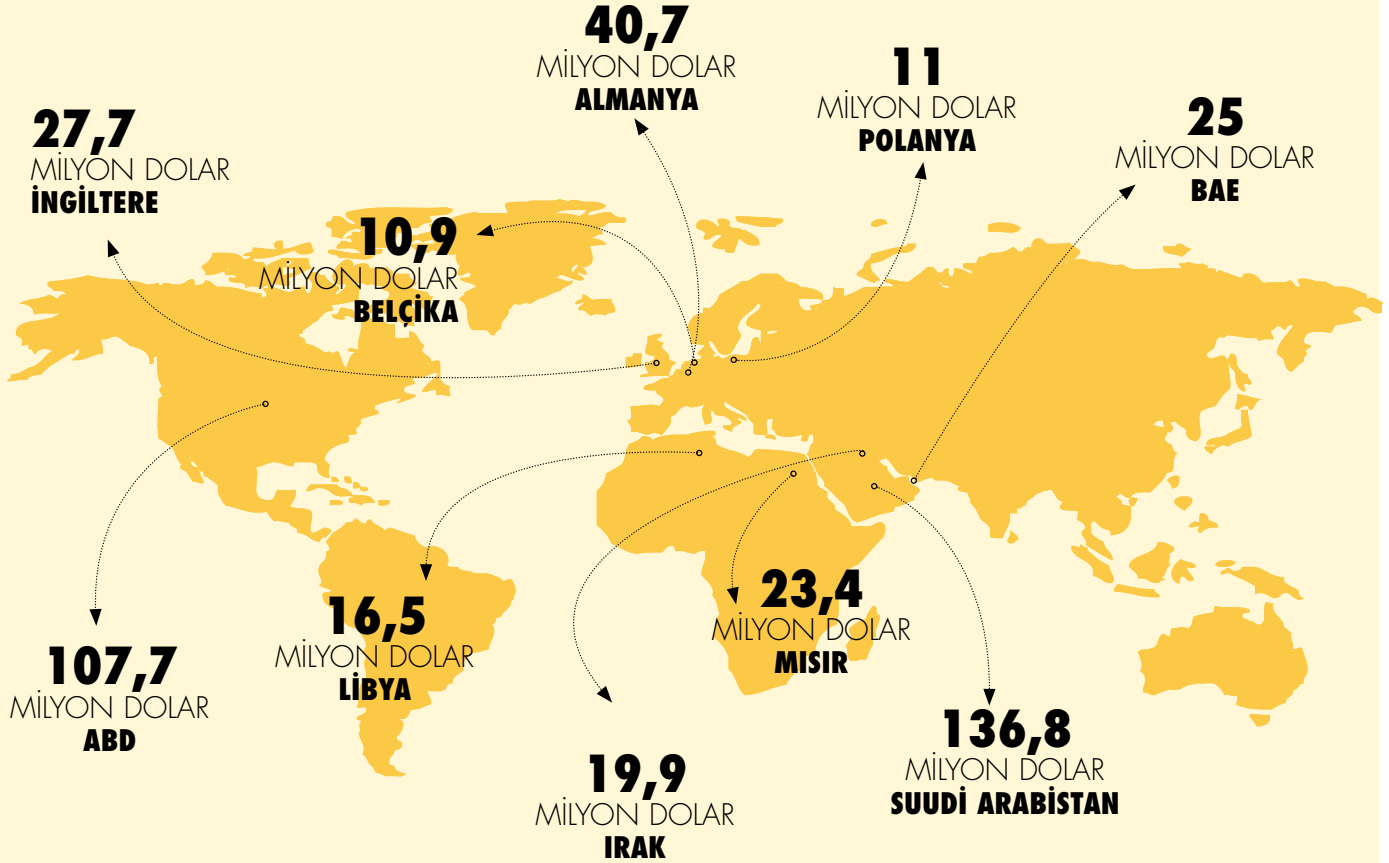 40,7
MİLYON DOLAR
ALMANYA
11
MİLYON DOLAR
POLANYA
25
MİLYON DOLAR
BAE
27,7
MİLYON DOLAR
İNGİLTERE
10,9
MİLYON DOLAR
BELÇİKA
107,7
MİLYON DOLAR
ABD
16,5
MİLYON DOLAR
LİBYA
23,4
MİLYON DOLAR
MISIR
19,9
MİLYON DOLAR
IRAK
136,8
MİLYON DOLAR
SUUDİ ARABİSTAN